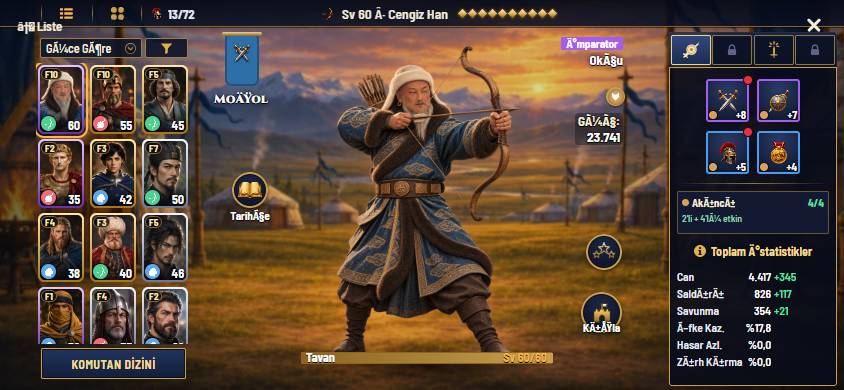 13/72
Sv 60 Â· Cengiz Han
Liste
GÃ¼ce GÃ¶re
F10
60
F10
55
F5
45
F2
35
F3
42
F7
50
F4
38
F3
40
F5
46
F1
F4
F2
KOMUTAN DİZİNİ
MOÄŸOL
TarihÃ§e
Ä°mparator
OkÃ§u
GÃ¼Ã§:
23.741
KÄ±ÅŸla
Tavan
Sv 60/60
+8
+7
+5
+4
AkÄ±ncÄ±
4/4
2'li + 4'lÃ¼ etkin
Toplam Ä°statistikler
Can 4.417 +345
SaldÄ±rÄ± 826 +117
Savunma 354 +21
Ã–fke Kaz. %17,8
Hasar Azl. %0,0
ZÄ±rh KÄ±rma %0,0